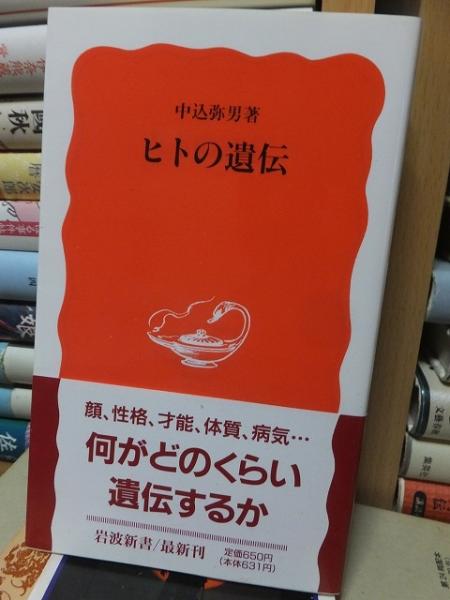 中込弥男著
ヒトの遺伝
顔、性格、才能、体質、病気…
何がどのくらい
遺伝するか
岩波新書/最新刊
定価650円
(本体631円)
國・秋